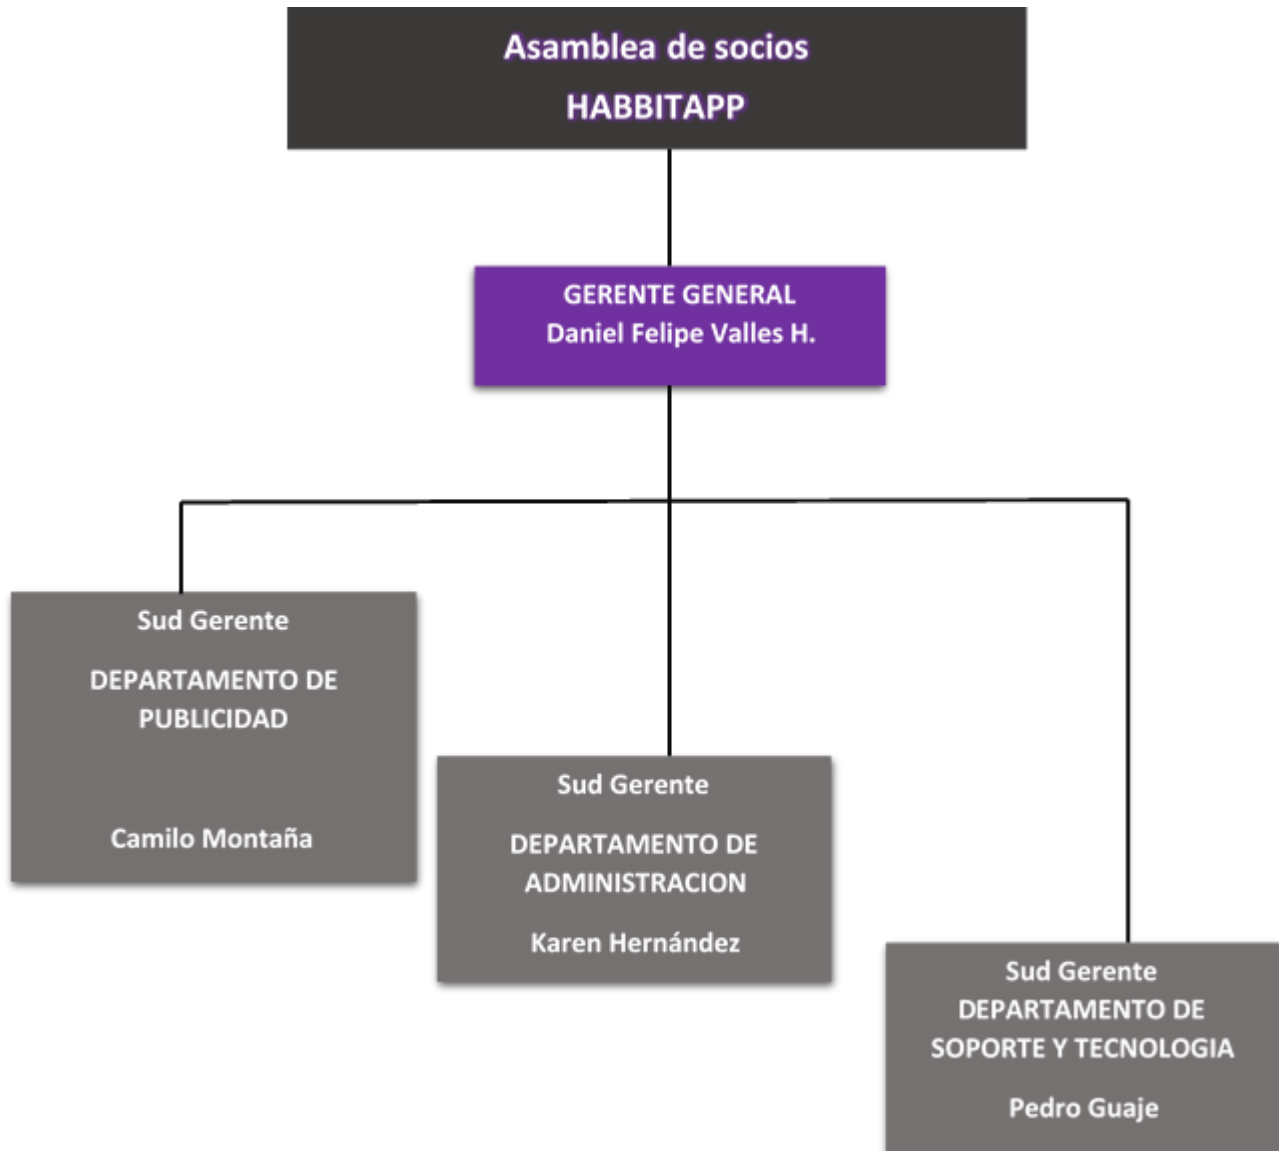 Asamblea de socios
HABBITAPP
GERENTE GENERAL
Daniel Felipe Valles H.
Sud Gerente
DEPARTAMENTO DE
PUBLICIDAD
Camilo Montaña
Sud Gerente
DEPARTAMENTO DE
ADMINISTRACION
Karen Hernández
Sud Gerente
DEPARTAMENTO DE
SOPORTE Y TECNOLOGIA
Pedro Guaje